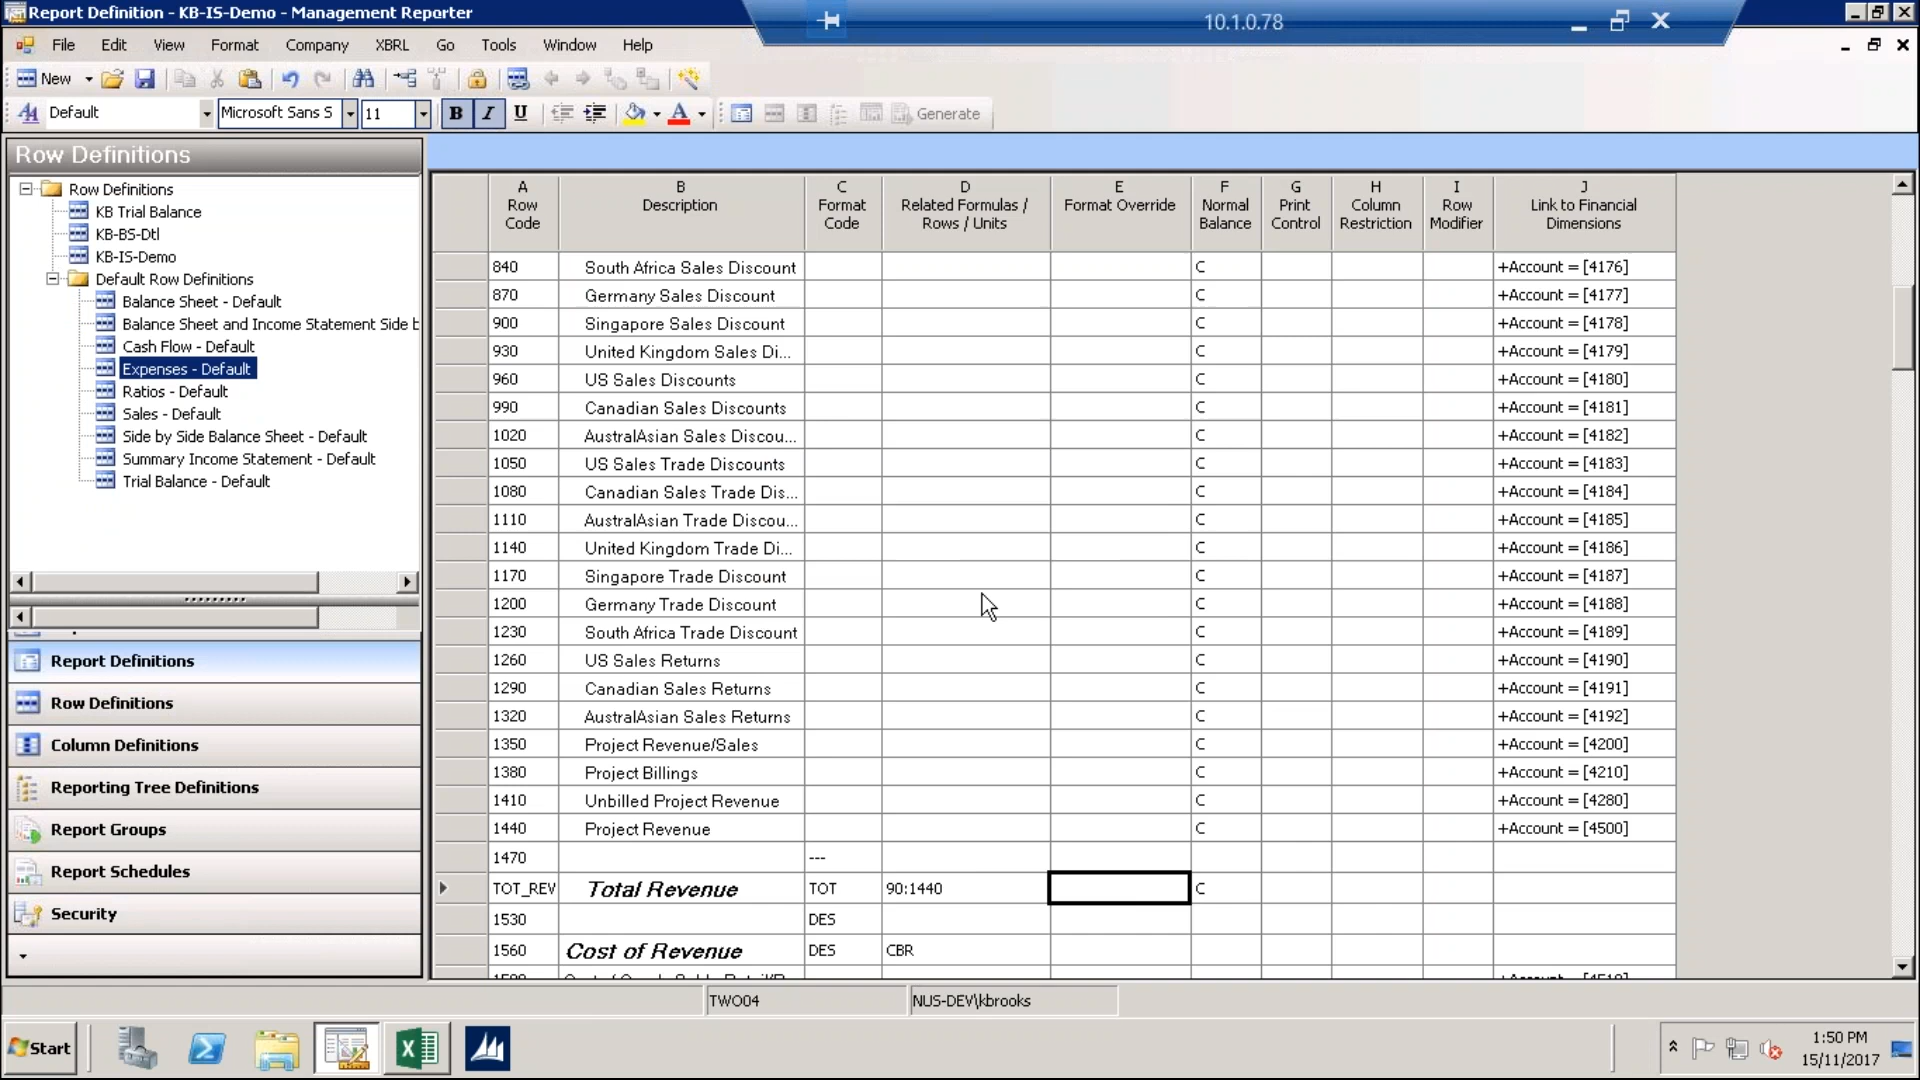 Report Definition - KB-IS-Demo - Management Reporter
10.1.0.78
File Edit View Format Company XBRL Go Tools Window Help
New
Default Microsoft Sans S 11 B I U A Generate
Row Definitions
Row Definitions
KB Trial Balance
KB-BS-Dtl
KB-IS-Demo
Default Row Definitions
Balance Sheet - Default
Balance Sheet and Income Statement Side b
Cash Flow - Default
Expenses - Default
Ratios - Default
Sales - Default
Side by Side Balance Sheet - Default
Summary Income Statement - Default
Trial Balance - Default
Report Definitions
Row Definitions
Column Definitions
Reporting Tree Definitions
Report Groups
Report Schedules
Security
A B C D E F G H I J
Row Description Format Related Formulas / Format Override Normal Print Column Row Link to Financial
Code Code Rows / Units Balance Control Restriction Modifier Dimensions
840 South Africa Sales Discount C +Account = [4176]
870 Germany Sales Discount C +Account = [4177]
900 Singapore Sales Discount C +Account = [4178]
930 United Kingdom Sales Di... C +Account = [4179]
960 US Sales Discounts C +Account = [4180]
990 Canadian Sales Discounts C +Account = [4181]
1020 AustralAsian Sales Discou... C +Account = [4182]
1050 US Sales Trade Discounts C +Account = [4183]
1080 Canadian Sales Trade Dis... C +Account = [4184]
1110 AustralAsian Trade Discou... C +Account = [4185]
1140 United Kingdom Trade Di... C +Account = [4186]
1170 Singapore Trade Discount C +Account = [4187]
1200 Germany Trade Discount C +Account = [4188]
1230 South Africa Trade Discount C +Account = [4189]
1260 US Sales Returns C +Account = [4190]
1290 Canadian Sales Returns C +Account = [4191]
1320 AustralAsian Sales Returns C +Account = [4192]
1350 Project Revenue/Sales C +Account = [4200]
1380 Project Billings C +Account = [4210]
1410 Unbilled Project Revenue C +Account = [4280]
1440 Project Revenue C +Account = [4500]
1470 ---
TOT_REV Total Revenue TOT 90:1440 C
1530 DES
1560 Cost of Revenue DES CBR
TWO04 NUS-DEV\kbrooks
Start
1:50 PM
15/11/2017